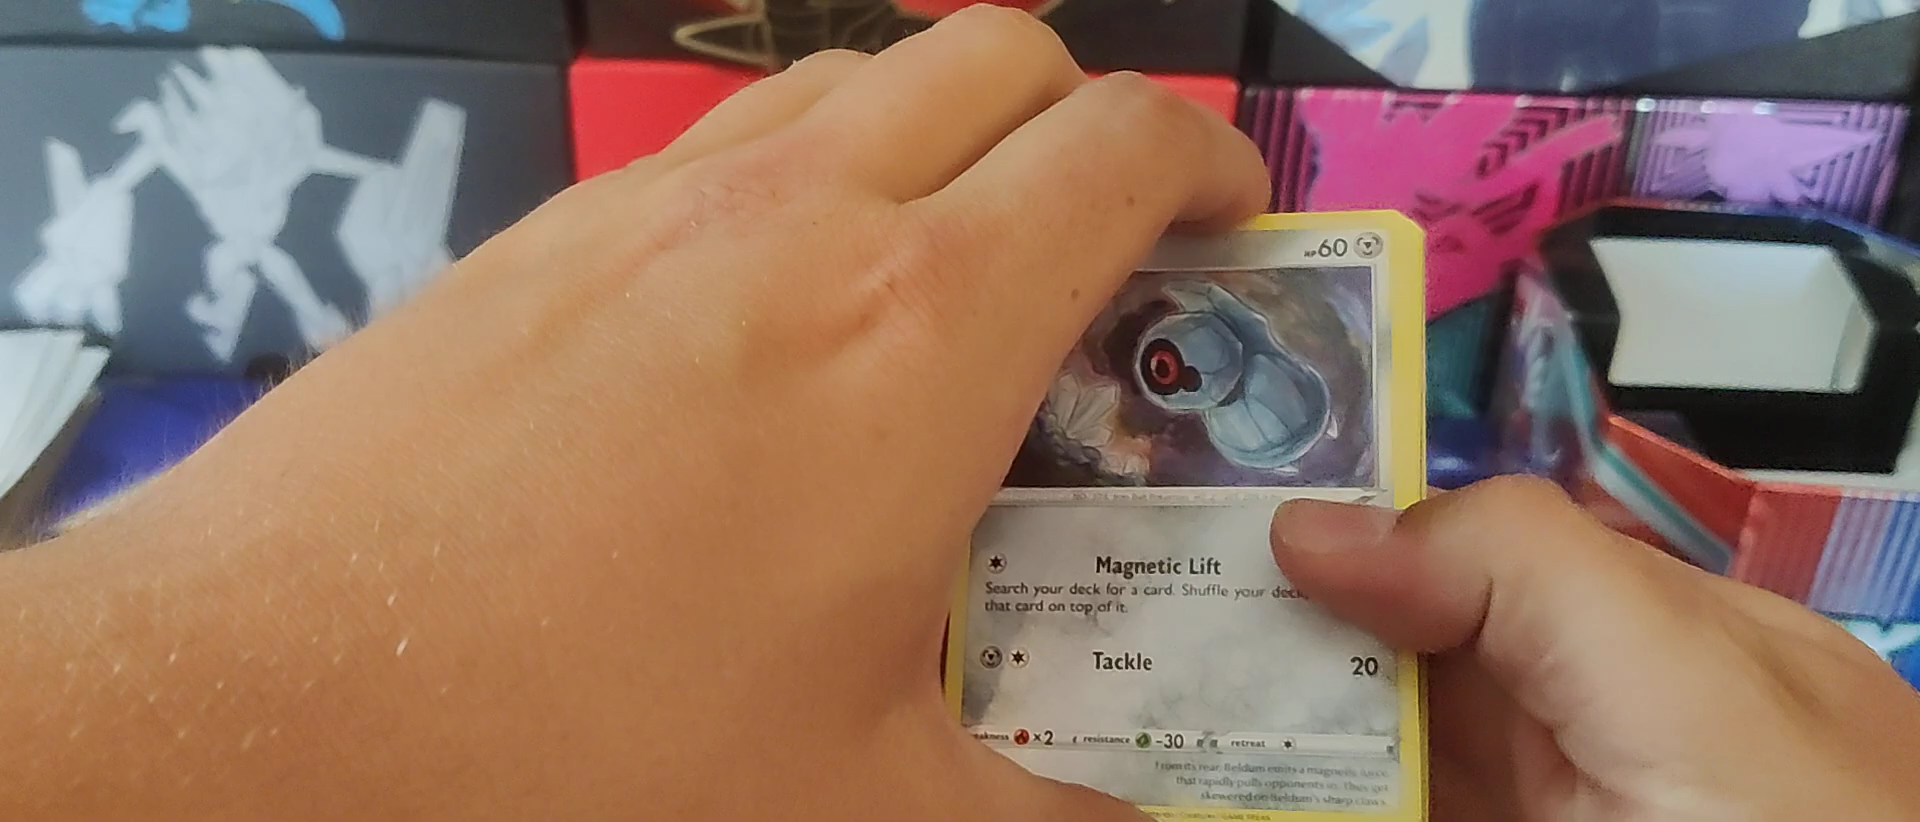 HP 60
Magnetic Lift
Search your deck for a card. Shuffle your deck
that card on top of it.
Tackle 20
×2 resistance -30 retreat
From its rear, Beldum emits a magnetic force
that rapidly pulls opponents in. They get
skewered on Beldum's sharp claws.